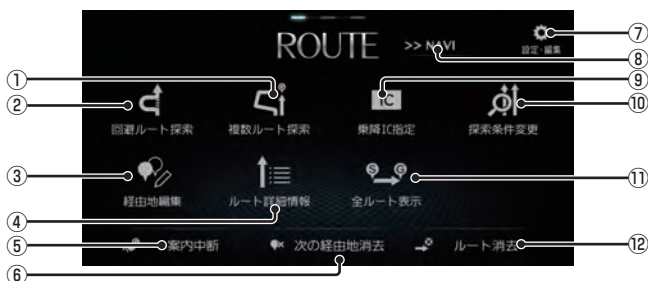 ROUTE >> NAVI
設定・編集
回避ルート探索 複数ルート探索 乗降IC指定 探索条件変更
IC
経由地編集 ルート詳細情報 全ルート表示
S G
案内中断 次の経由地消去 ルート消去
① ② ③ ④ ⑤ ⑥ ⑦ ⑧ ⑨ ⑩ ⑪ ⑫